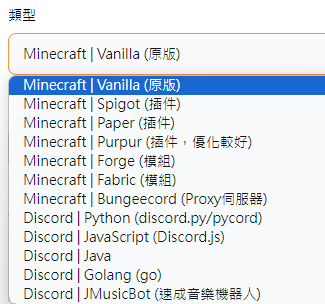 類型
Minecraft | Vanilla (原版)
Minecraft | Vanilla (原版)
Minecraft | Spigot (插件)
Minecraft | Paper (插件)
Minecraft | Purpur (插件，優化較好)
Minecraft | Forge (模組)
Minecraft | Fabric (模組)
Minecraft | Bungeecord (Proxy伺服器)
Discord | Python (discord.py/pycord)
Discord | JavaScript (Discord.js)
Discord | Java
Discord | Golang (go)
Discord | JMusicBot (速成音樂機器人)